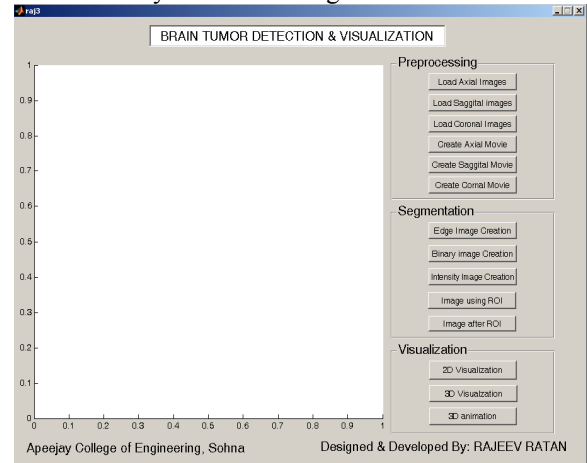 raj3
BRAIN TUMOR DETECTION & VISUALIZATION
1
0.9
0.8
0.7
0.6
0.5
0.4
0.3
0.2
0.1
0
0 0.1 0.2 0.3 0.4 0.5 0.6 0.7 0.8 0.9 1
Preprocessing
Load Axial Images
Load Saggital images
Load Coronal Images
Create Axial Movie
Create Saggital Movie
Create Cornal Movie
Segmentation
Edge Image Creation
Binary image Creation
Intensity Image Creation
Image using ROI
Image after ROI
Visualization
2D Visualization
3D Visualzation
3D animation
Apeejay College of Engineering, Sohna
Designed & Developed By: RAJEEV RATAN